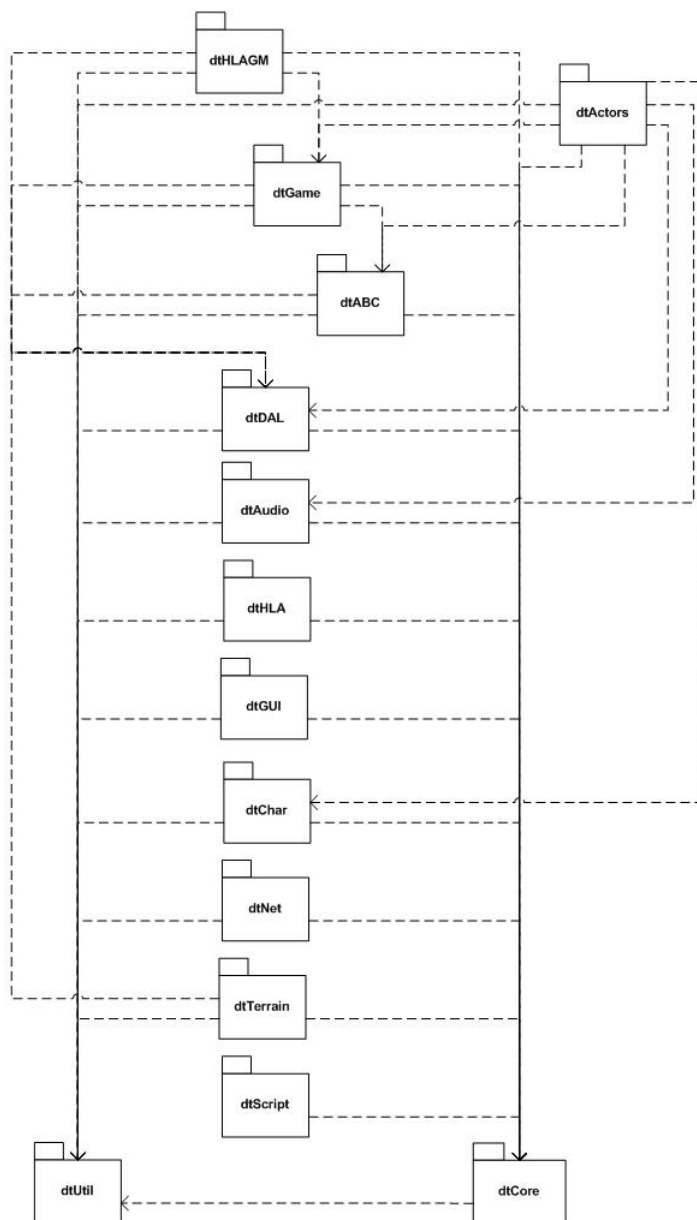 dtHLAGM
dtActors
dtGame
dtABC
dtDAL
dtAudio
dtHLA
dtGUI
dtChar
dtNet
dtTerrain
dtScript
dtUtil
dtCore